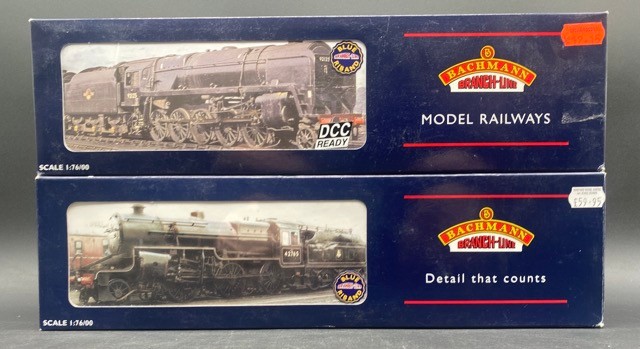 BLUE
RIBAND
DCC
READY
SCALE 1:76/00
BACHMANN
BRANCH-LINE
MODEL RAILWAYS
42765
BLUE
RIBAND
SCALE 1:76/00
BACHMANN
BRANCH-LINE
Detail that counts
£59.95